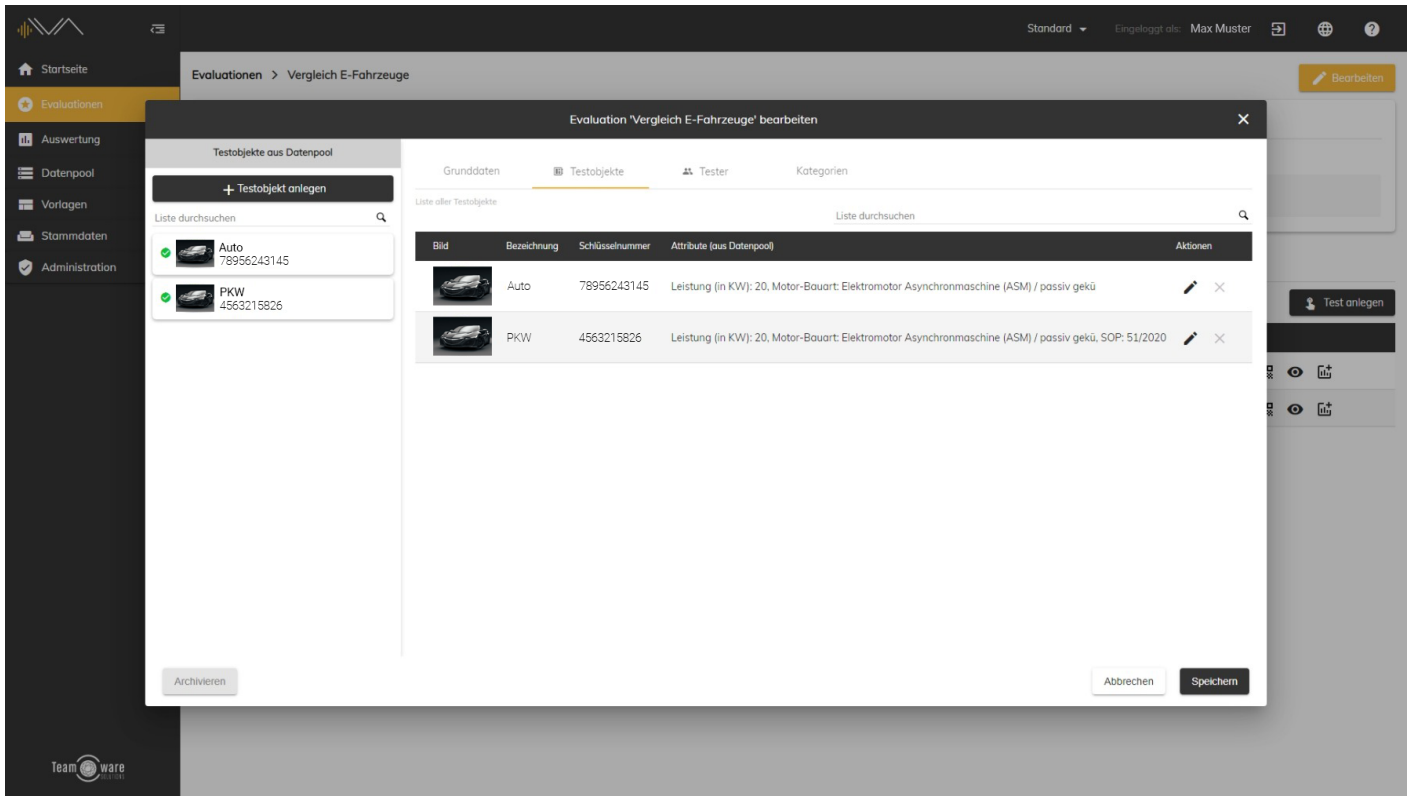 Standard
Eingeloggt als: Max Muster
Startseite
Evaluationen
Auswertung
Datenpool
Vorlagen
Stammdaten
Administration
Evaluationen > Vergleich E-Fahrzeuge
Bearbeiten
Evaluation 'Vergleich E-Fahrzeuge' bearbeiten
Testobjekte aus Datenpool
+ Testobjekt anlegen
Liste durchsuchen
Auto
78956243145
PKW
4563215826
Grunddaten Testobjekte Tester Kategorien
Liste aller Testobjekte
Liste durchsuchen
Bild Bezeichnung Schlüsselnummer Attribute (aus Datenpool) Aktionen
Auto 78956243145 Leistung (in KW): 20, Motor-Bauart: Elektromotor Asynchronmaschine (ASM) / passiv gekü
PKW 4563215826 Leistung (in KW): 20, Motor-Bauart: Elektromotor Asynchronmaschine (ASM) / passiv gekü, SOP: 51/2020
Test anlegen
Archivieren
Abbrechen
Speichern
Team ware
SOLUTIONS